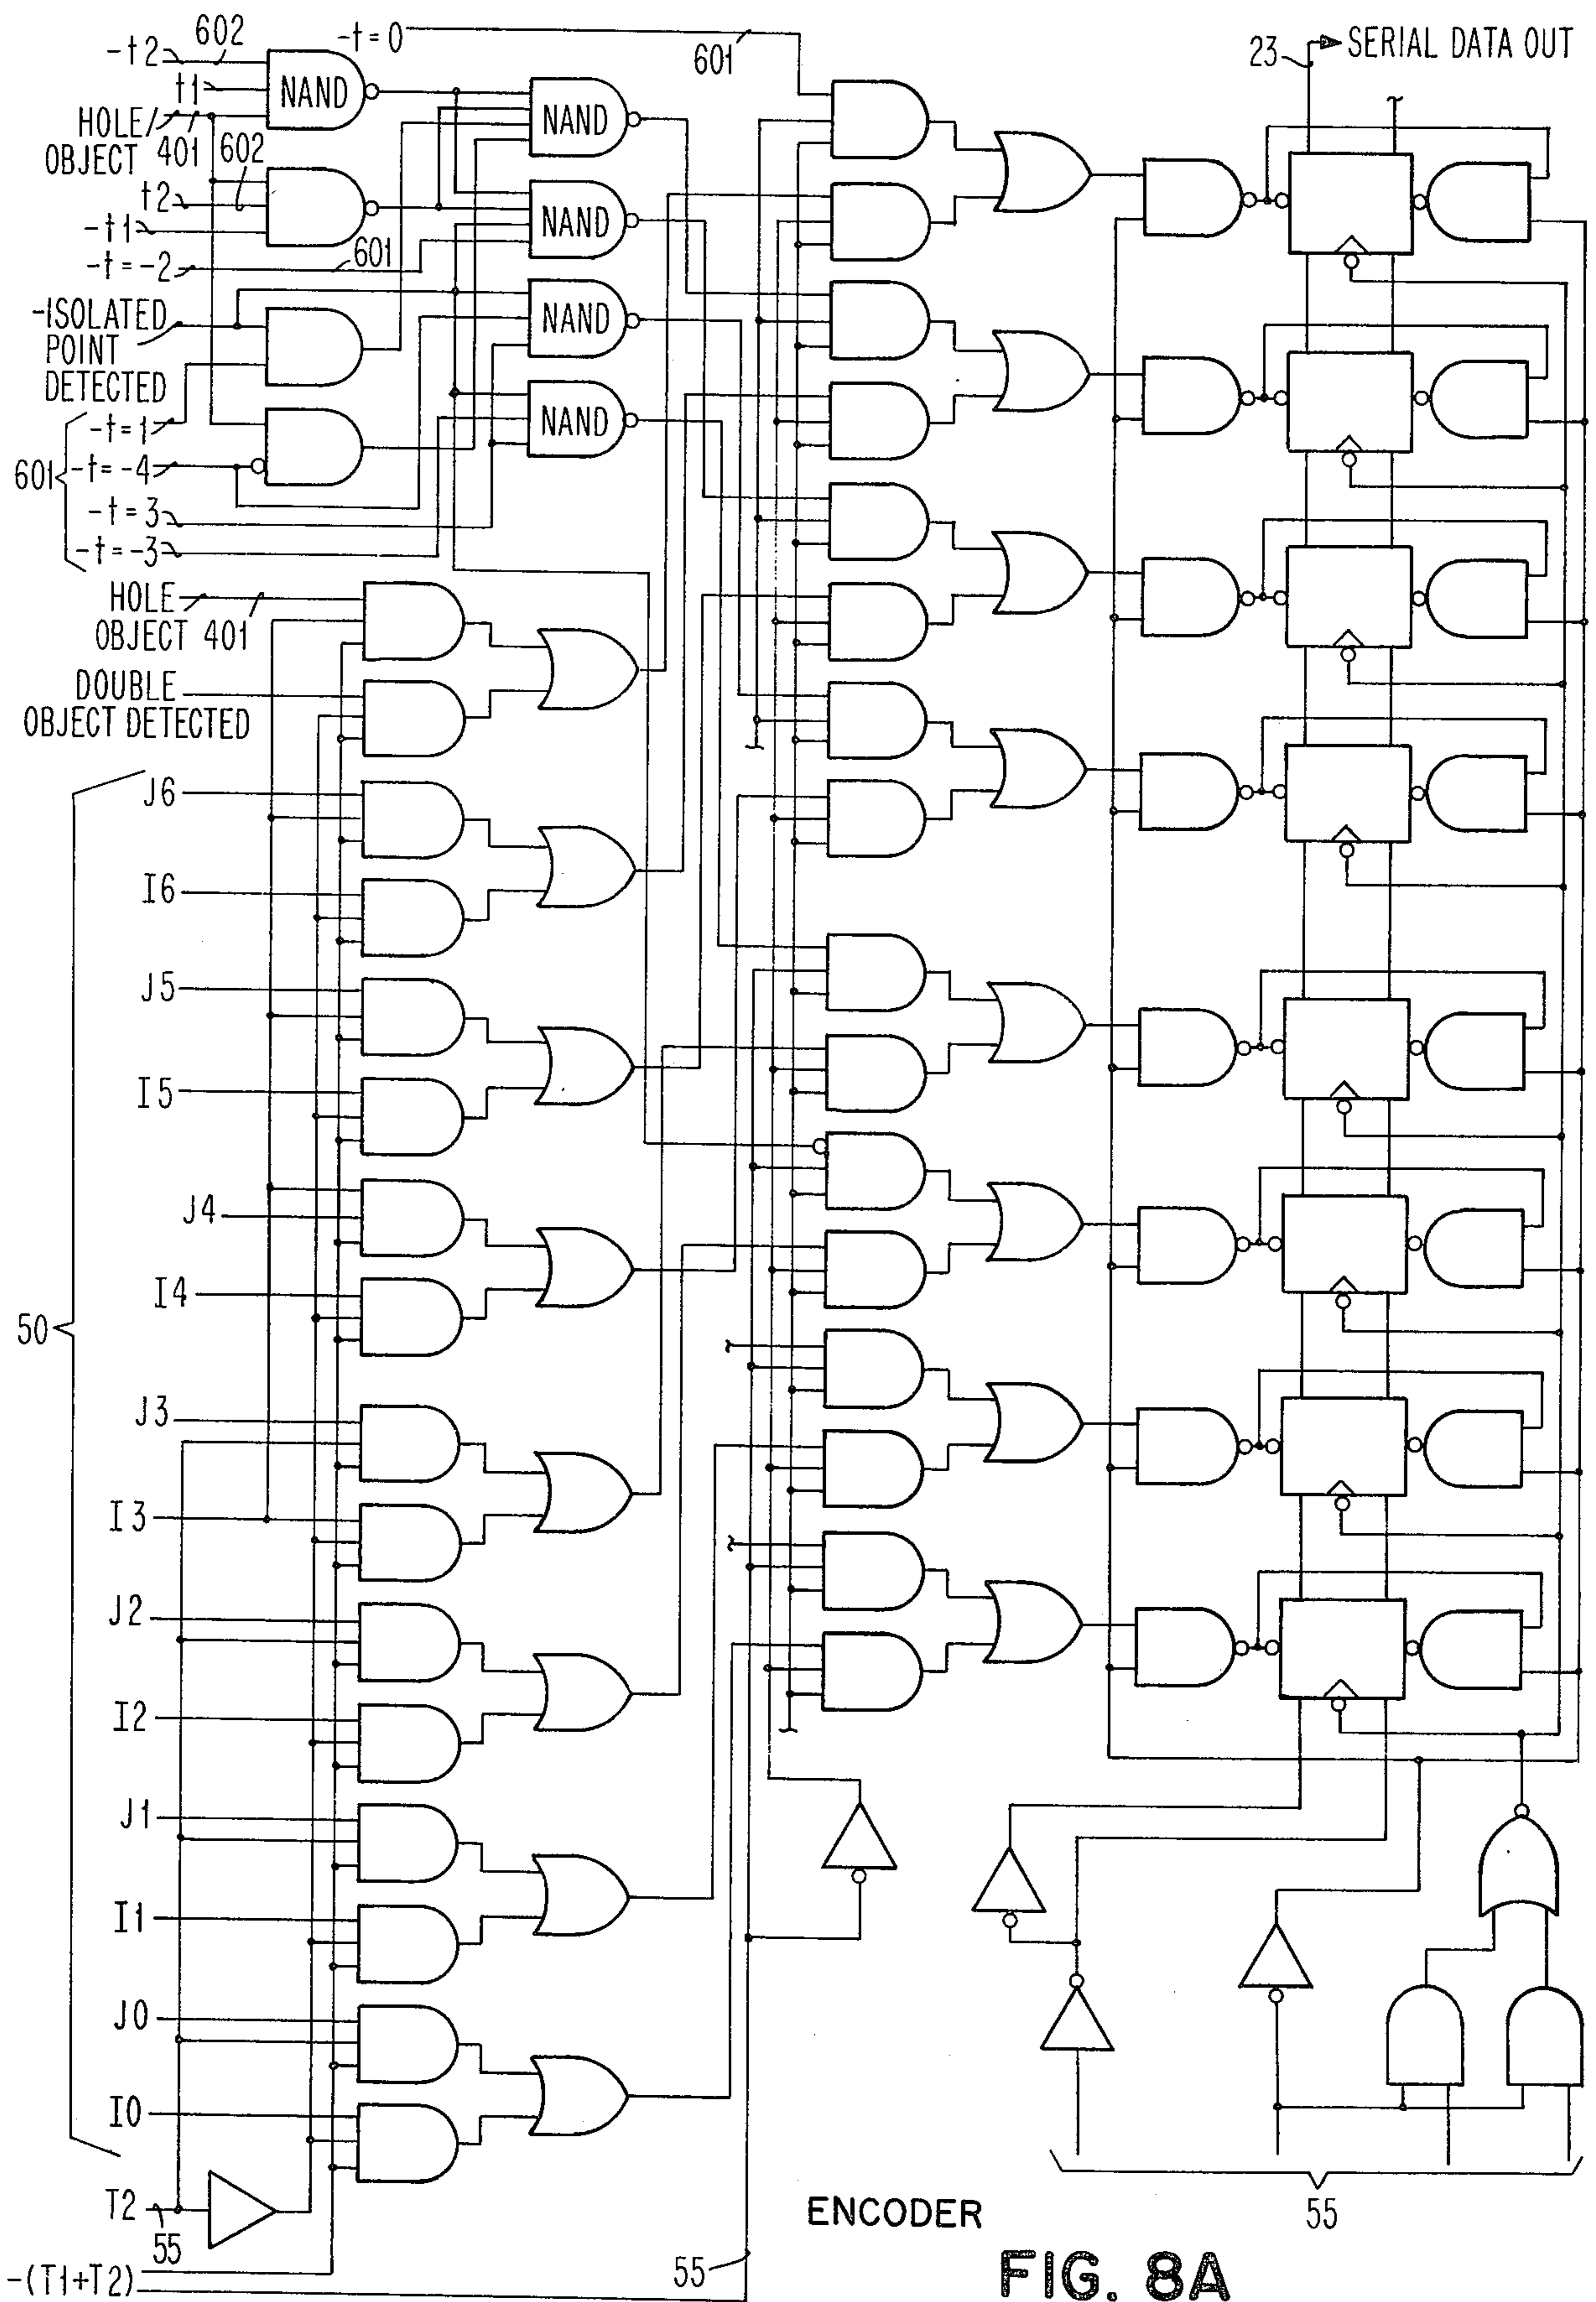 -t2
602
-t=0
601
23
SERIAL DATA OUT
t1
NAND
HOLE/
OBJECT 401
602
NAND
t2
-t1
-t=-2
601
NAND
-ISOLATED
POINT
DETECTED
NAND
NAND
601
-t=1
-t=-4
-t=3
-t=-3
HOLE
OBJECT 401
DOUBLE
OBJECT DETECTED
J6
I6
J5
I5
J4
I4
50
J3
I3
J2
I2
J1
I1
J0
I0
T2
55
-(T1+T2)
55
55
ENCODER
FIG. 8A